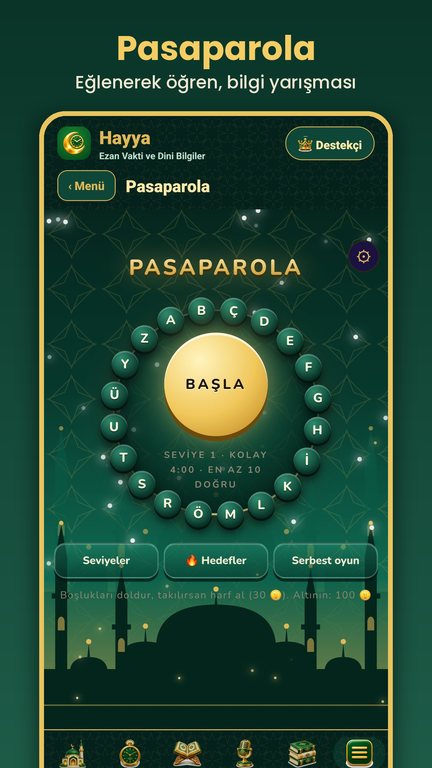 Pasaparola
Eğlenerek öğren, bilgi yarışması
Hayya
Ezan Vakti ve Dini Bilgiler
Destekçi
‹ Menü
Pasaparola
PASAPAROLA
A
B
C
D
E
F
G
H
İ
K
L
M
Ö
R
S
T
U
Ü
Y
Z
BAŞLA
SEVİYE 1 · KOLAY
4:00 · EN AZ 10
DOĞRU
Seviyeler
🔥 Hedefler
Serbest oyun
Boşlukları doldur, takılırsan harf al (30 🪙). Altının: 100 🪙